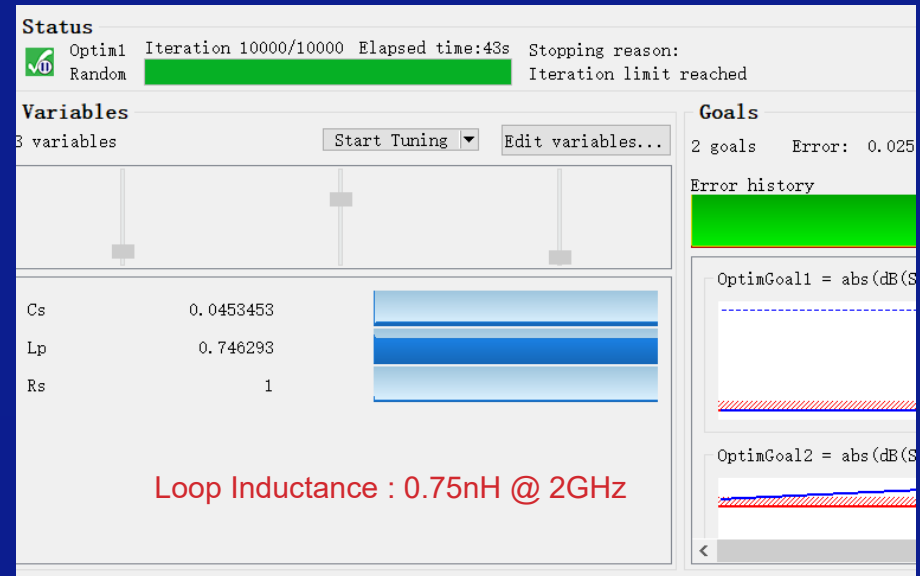 Status
Optim1 Iteration 10000/10000 Elapsed time:43s Stopping reason:
Random Iteration limit reached
Variables
3 variables Start Tuning Edit variables...
Cs 0.0453453
Lp 0.746293
Rs 1
Loop Inductance : 0.75nH @ 2GHz
Goals
2 goals Error: 0.025
Error history
OptimGoal1 = abs(dB(S
OptimGoal2 = abs(dB(S